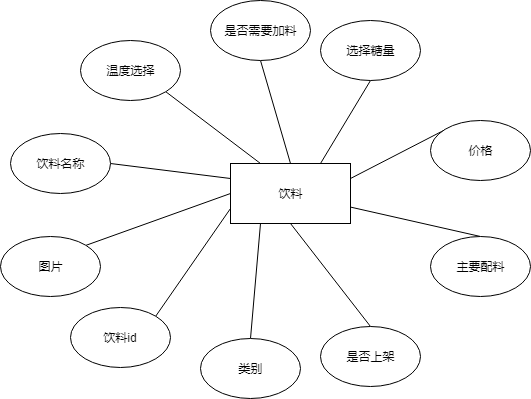 是否需要加料
选择糖量
温度选择
价格
饮料名称
饮料
图片
主要配料
饮料id
是否上架
类别